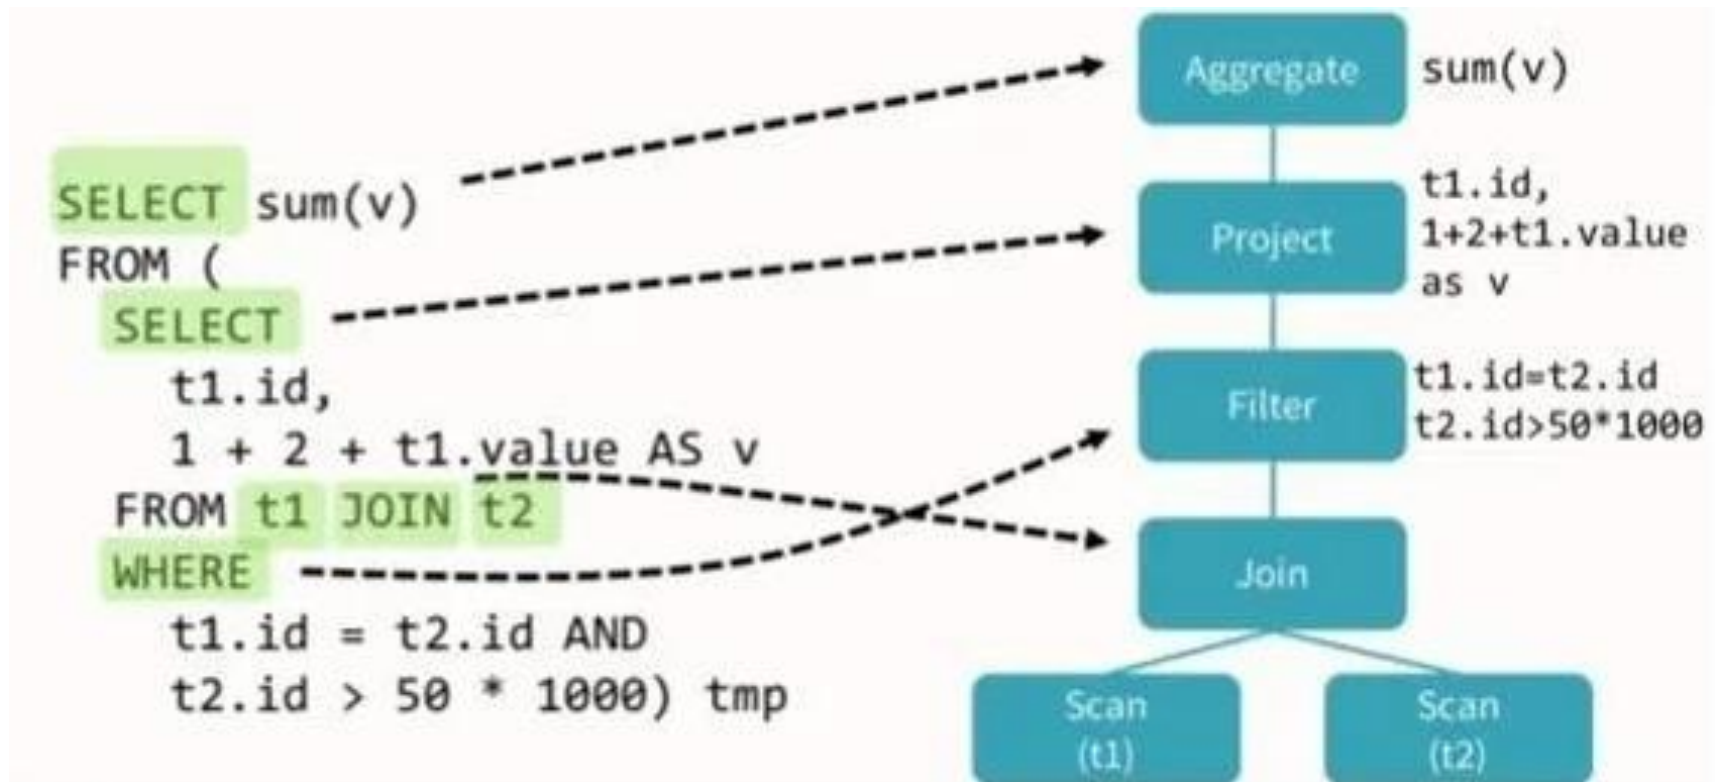 SELECT sum(v)
FROM (
SELECT
t1.id,
1 + 2 + t1.value AS v
FROM t1 JOIN t2
WHERE
t1.id = t2.id AND
t2.id > 50 * 1000) tmp
Aggregate
sum(v)
Project
t1.id,
1+2+t1.value
as v
Filter
t1.id=t2.id
t2.id>50*1000
Join
Scan
(t1)
Scan
(t2)